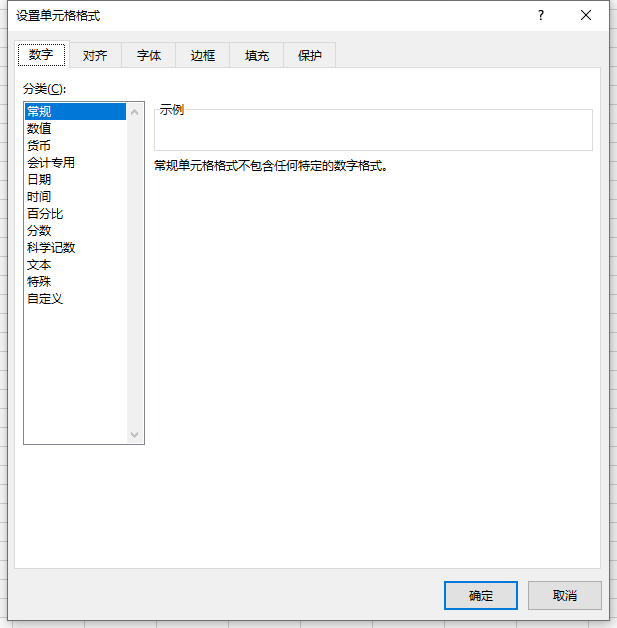 设置单元格格式
?
数字 对齐 字体 边框 填充 保护
分类(C):
示例
常规
数值
货币
会计专用
日期
时间
百分比
分数
科学记数
文本
特殊
自定义
常规单元格格式不包含任何特定的数字格式。
确定 取消